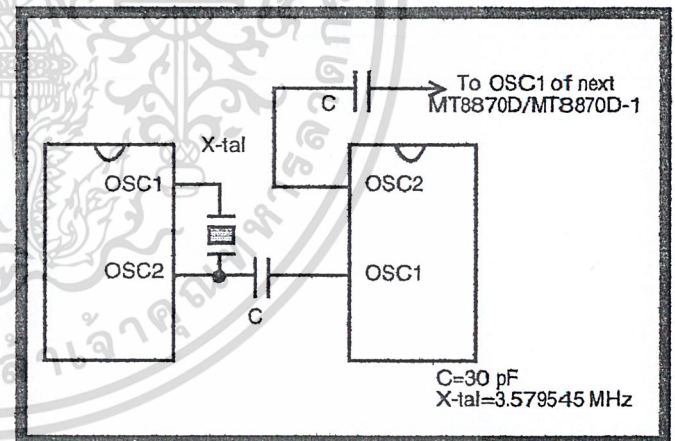 To OSC1 of next
MT8870D/MT8870D-1
C
X-tal
OSC1
OSC2
OSC2
OSC1
C
C=30 pF
X-tal=3.579545 MHz